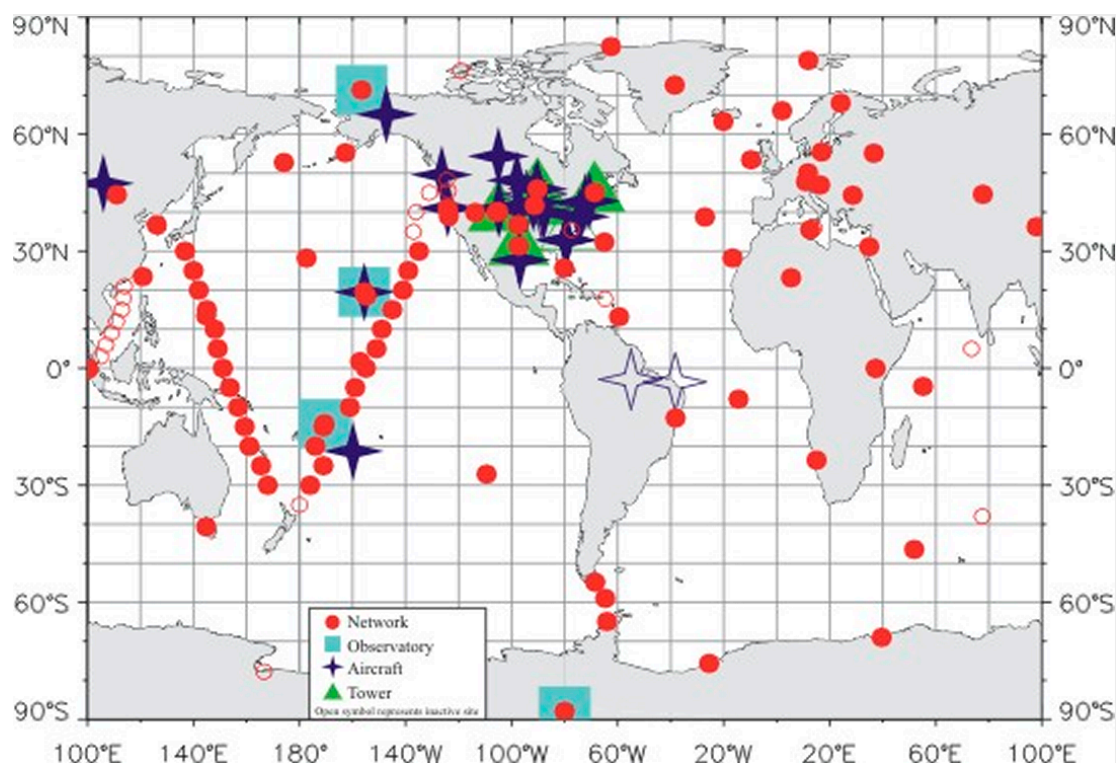 90°N 90°N
60°N 60°N
30°N 30°N
0° 0°
30°S 30°S
60°S 60°S
90°S 90°S
Network
Observatory
Aircraft
Tower
Open symbol represents inactive site
100°E 140°E 180° 140°W 100°W 60°W 20°W 20°E 60°E 100°E